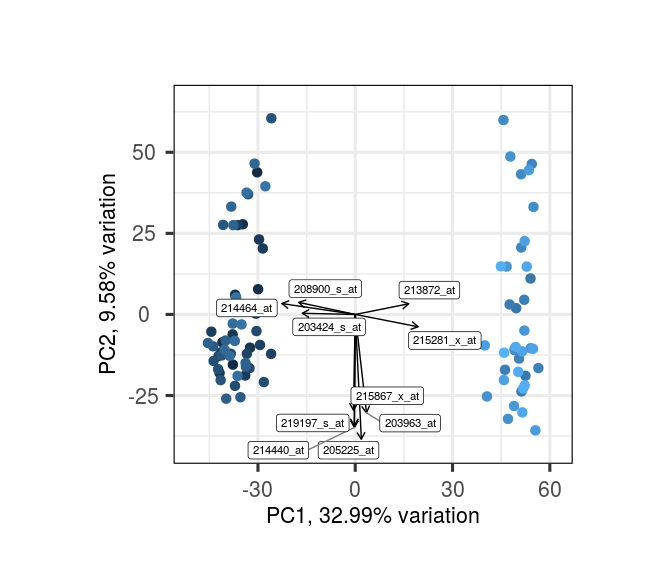 50
25
0
-25
PC2, 9.58% variation
208900_s_at
213872_at
214464_at
203424_s_at
215281_x_at
215867_x_at
219197_s_at
203963_at
214440_at
205225_at
-30
0
30
60
PC1, 32.99% variation